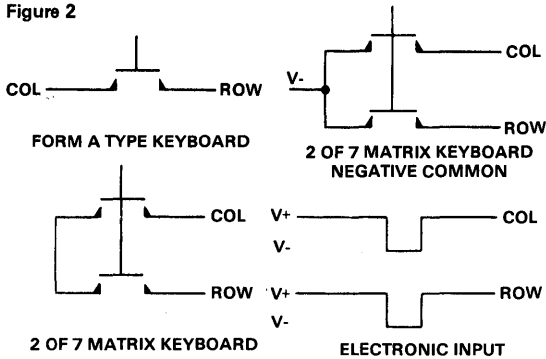 Figure 2
COL
ROW
FORM A TYPE KEYBOARD
V-
COL
ROW
2 OF 7 MATRIX KEYBOARD
NEGATIVE COMMON
COL
ROW
2 OF 7 MATRIX KEYBOARD
V+
COL
V-
V+
ROW
V-
ELECTRONIC INPUT